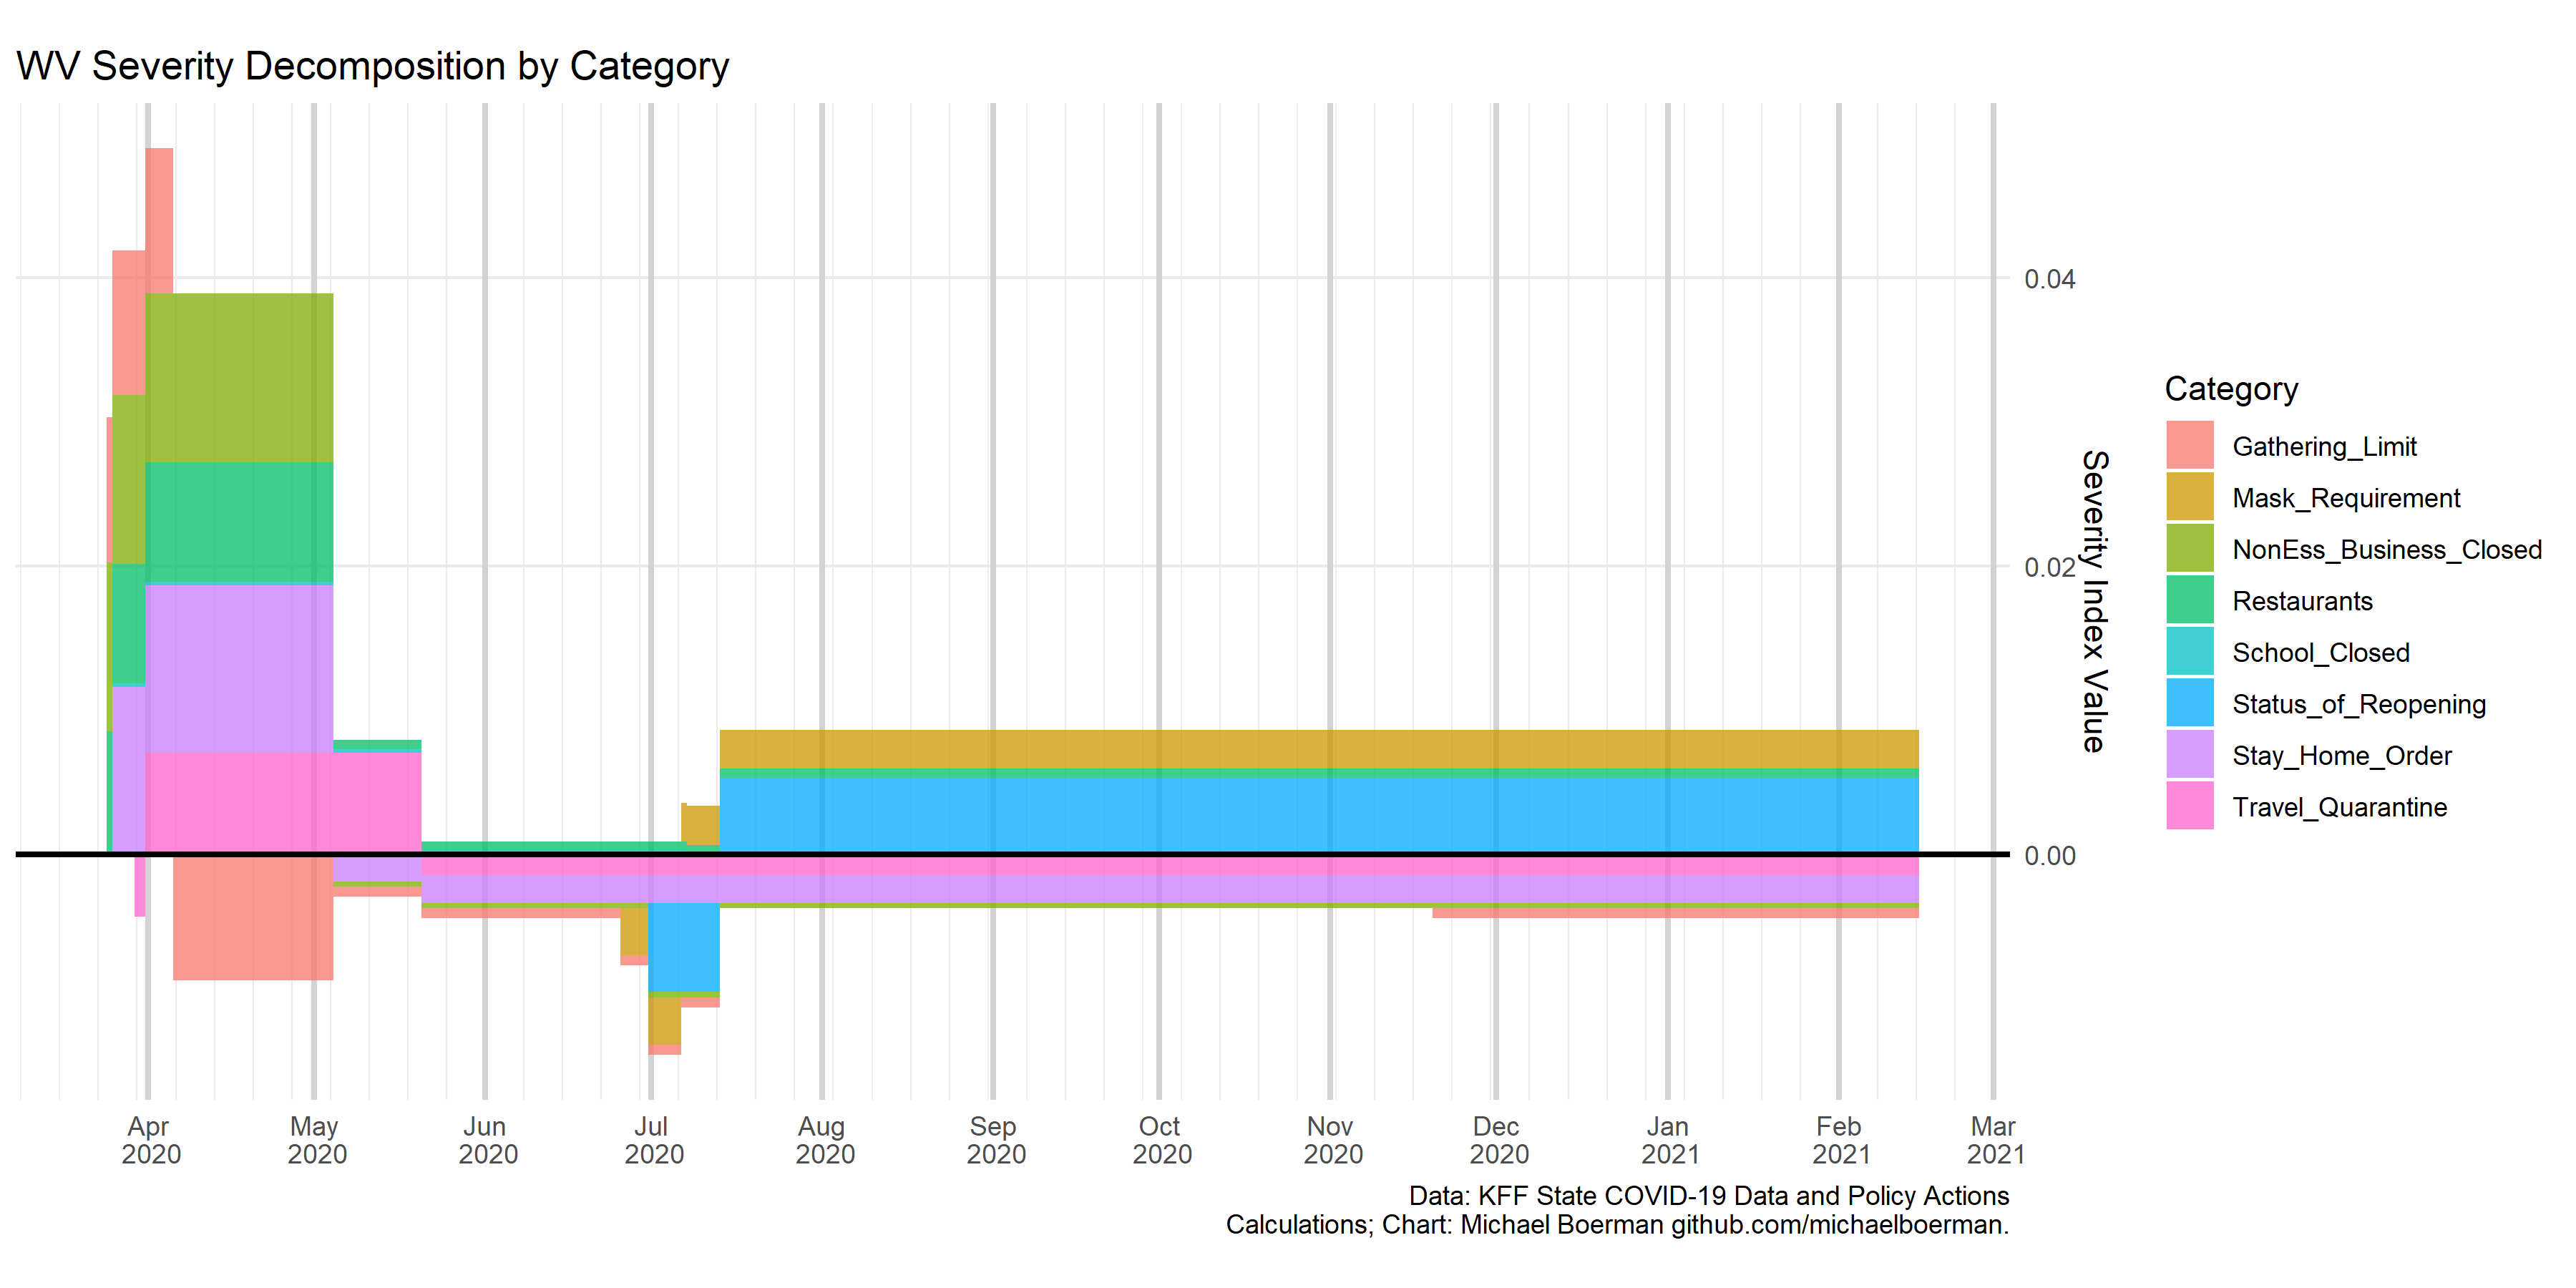 WV Severity Decomposition by Category
0.04
0.02
0.00
Severity Index Value
Category
Gathering_Limit
Mask_Requirement
NonEss_Business_Closed
Restaurants
School_Closed
Status_of_Reopening
Stay_Home_Order
Travel_Quarantine
Apr May Jun Jul Aug Sep Oct Nov Dec Jan Feb Mar
2020 2020 2020 2020 2020 2020 2020 2020 2020 2021 2021 2021
Data: KFF State COVID-19 Data and Policy Actions
Calculations; Chart: Michael Boerman github.com/michaelboerman.